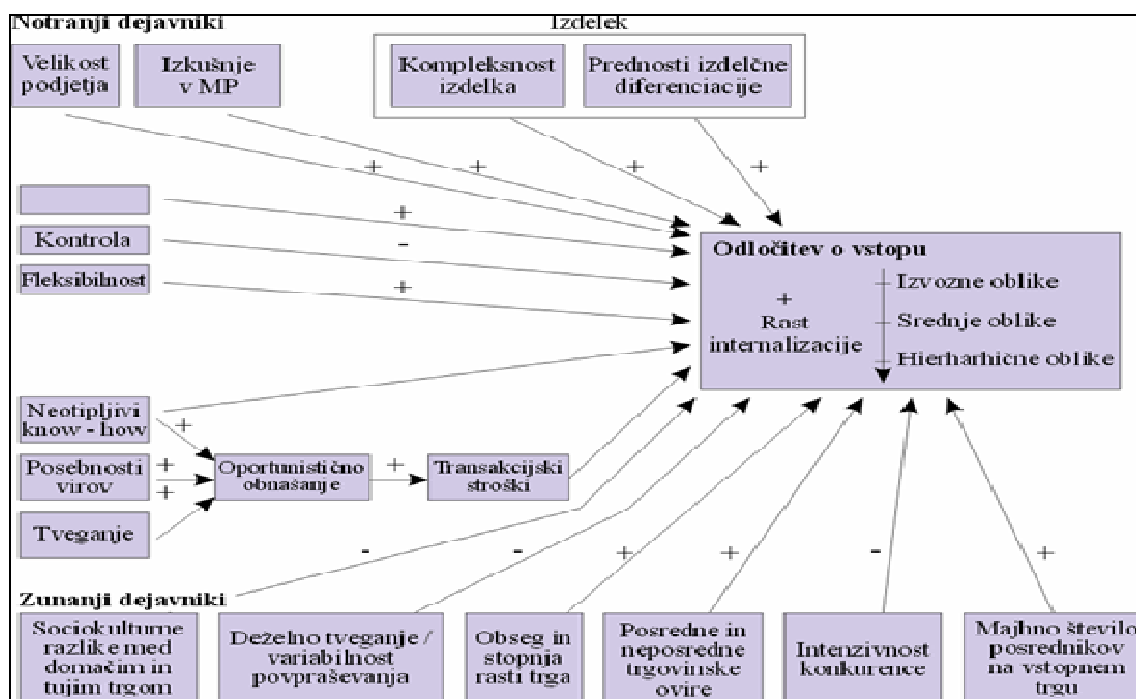 Notranji dejavniki
Izdelek
Velikost
podjetja
Izkušnje
v MP
Kompleksnost
izdelka
Prednosti izdelčne
diferenciacije
+
+
+
+
+
Kontrola
-
Fleksibilnost
+
Odločitev o vstopu
+
Rast
internalizacije
Izvozne oblike
Srednje oblike
Hierharhične oblike
Neotipljivi
know - how
+
Posebnosti
virov
+
+
Oportunistično
obnašanje
+
Transakcijski
stroški
Tveganje
-
-
+
+
-
+
Zunanji dejavniki
Sociokulturne
razlike med
domačim in
tujim trgom
Deželno tveganje /
variabilnost
povpraševanja
Obseg in
stopnja
rasti trga
Posredne in
neposredne
trgovinske
ovire
Intenzivnost
konkurence
Majhno število
posrednikov
na vstopnem
trgu